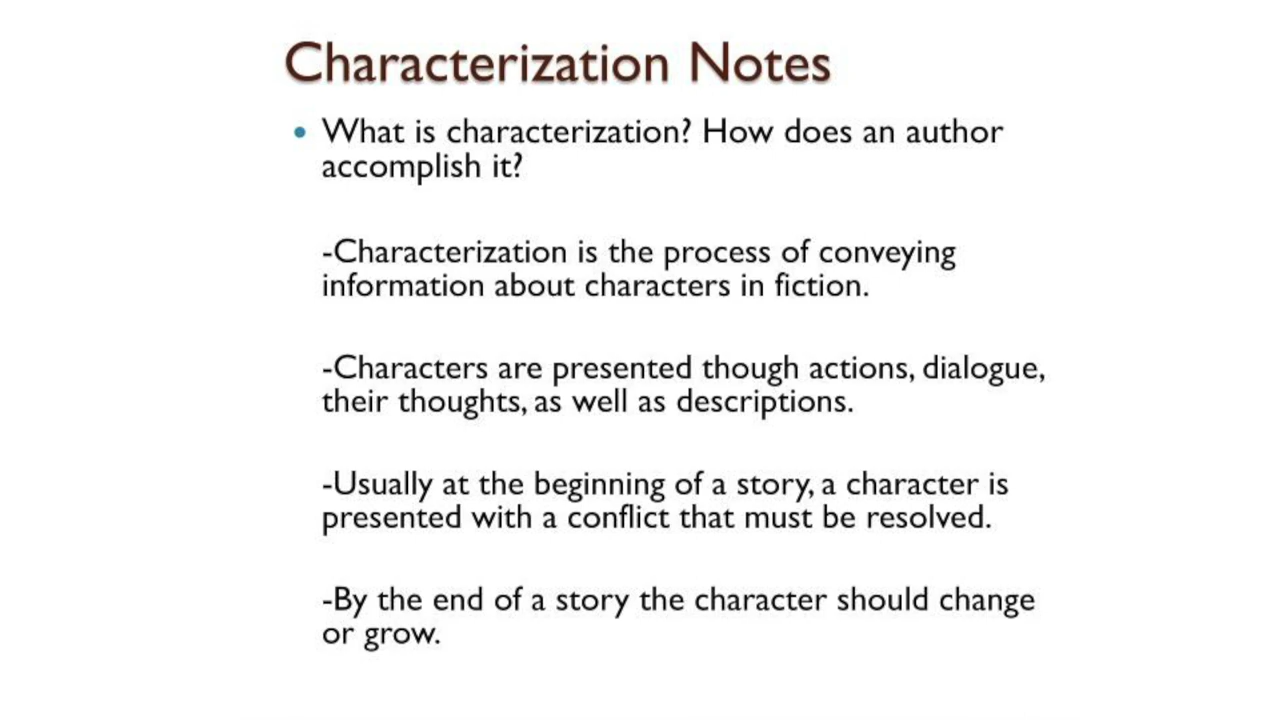 Characterization Notes
• What is characterization? How does an author
accomplish it?
-Characterization is the process of conveying
information about characters in fiction.
-Characters are presented though actions, dialogue,
their thoughts, as well as descriptions.
-Usually at the beginning of a story, a character is
presented with a conflict that must be resolved.
-By the end of a story the character should change
or grow.